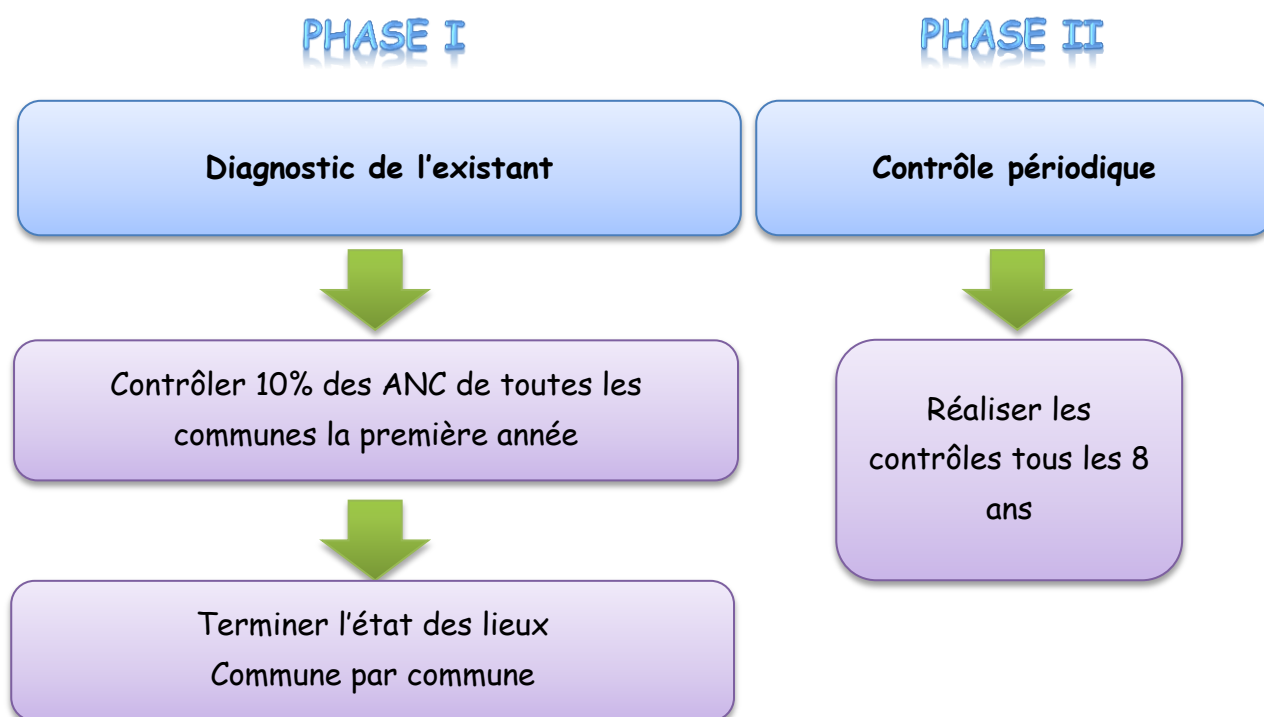 PHASE I
PHASE II
Diagnostic de l'existant
Contrôle périodique
Contrôler 10% des ANC de toutes les
communes la première année
Réaliser les
contrôles tous les 8
ans
Terminer l'état des lieux
Commune par commune